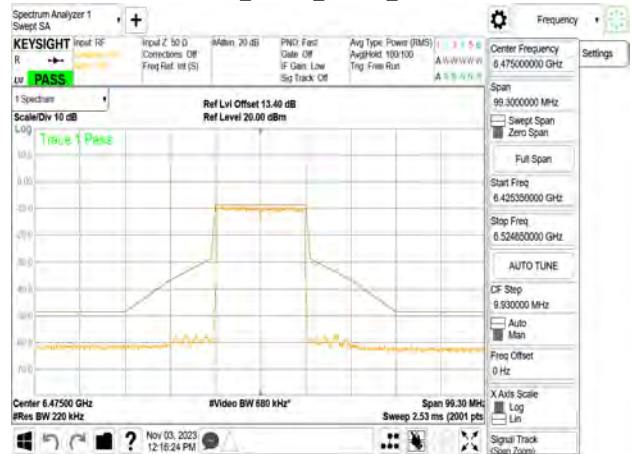 Spectrum Analyzer 1
Swept SA
Frequency
KEYSIGHT
Input: RF
Input Z: 50 Ω
#Atten: 20 dB
PNO: Fast
Avg Type: Power (RMS)
Corrections: Off
Gate: Off
Avg|Hold: 100/100
Freq Ref: Int (S)
IF Gain: Low
Trig: Free Run
Sig Track: Off
PASS
1 Spectrum
Ref Lvl Offset 13.40 dB
Scale/Div 10 dB
Ref Level 20.00 dBm
Log
Trace 1 Pass
Center 6.47500 GHz
#Video BW 680 kHz*
Span 99.30 MHz
#Res BW 220 kHz
Sweep 2.53 ms (2001 pts
Nov 03, 2023
12:16:24 PM
Settings
Center Frequency
6.475000000 GHz
Span
99.3000000 MHz
Swept Span
Zero Span
Full Span
Start Freq
6.425350000 GHz
Stop Freq
6.524650000 GHz
AUTO TUNE
CF Step
9.930000 MHz
Auto
Man
Freq Offset
0 Hz
X Axis Scale
Log
Lin
Signal Track
(Span Zoom)